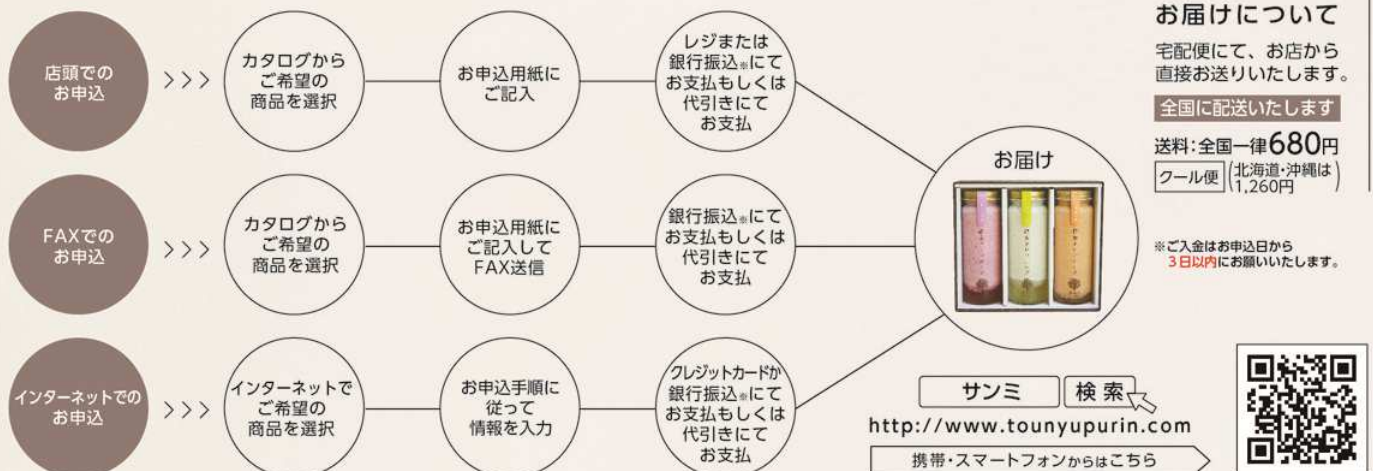 店頭での
お申込
>>>
カタログから
ご希望の
商品を選択
お申込用紙に
ご記入
レジまたは
銀行振込※にて
お支払もしくは
代引きにて
お支払
FAXでの
お申込
>>>
カタログから
ご希望の
商品を選択
お申込用紙に
ご記入して
FAX送信
銀行振込※にて
お支払もしくは
代引きにて
お支払
インターネットでの
お申込
>>>
インターネットで
ご希望の
商品を選択
お申込手順に
従って
情報を入力
クレジットカードか
銀行振込※にて
お支払もしくは
代引きにて
お支払
お届け
お届けについて
宅配便にて、お店から
直接お送りいたします。
全国に配送いたします
送料:全国一律680円
クール便(北海道・沖縄は
1,260円)
※ご入金はお申込日から
3日以内にお願いいたします。
サンミ 検索
http://www.tounyupurin.com
携帯・スマートフォンからはこちら